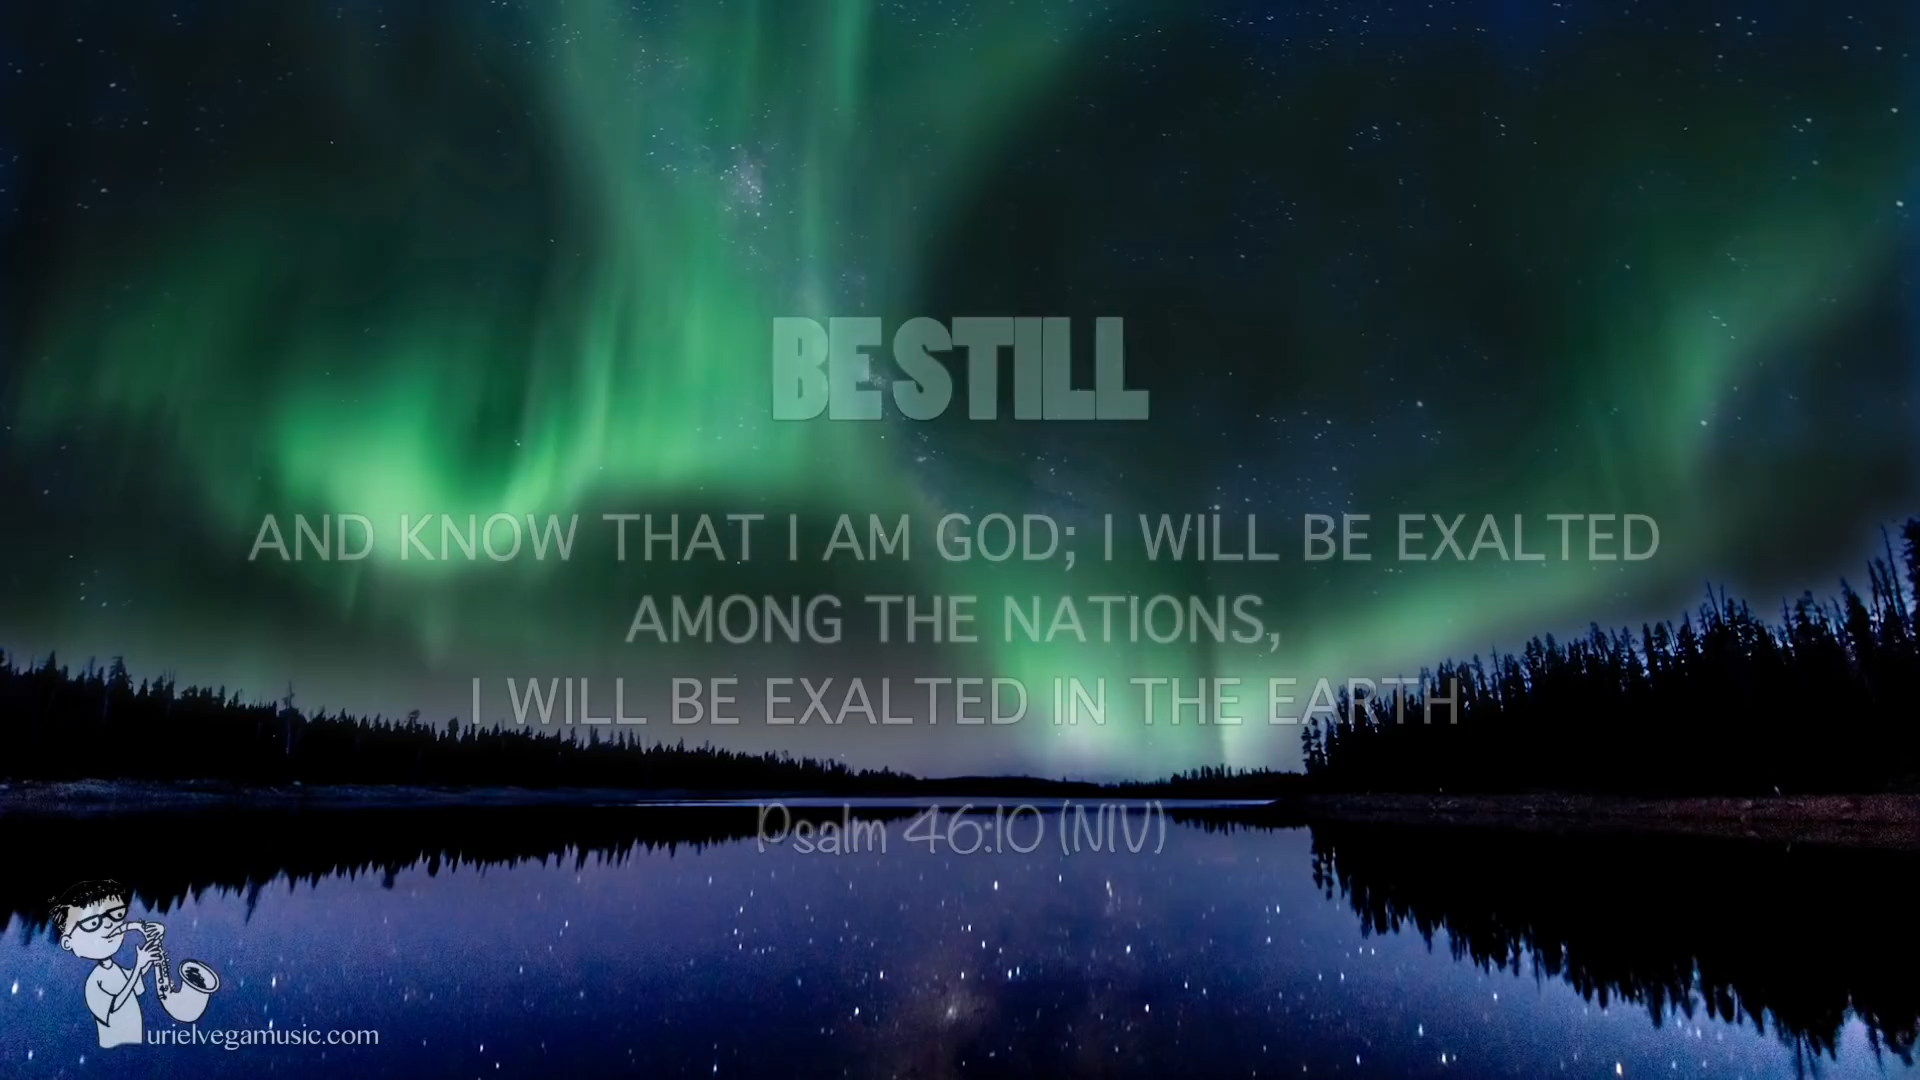 BE STILL
AND KNOW THAT I AM GOD; I WILL BE EXALTED
AMONG THE NATIONS,
I WILL BE EXALTED IN THE EARTH
Psalm 46:10 (NIV)
urielvegamusic.com